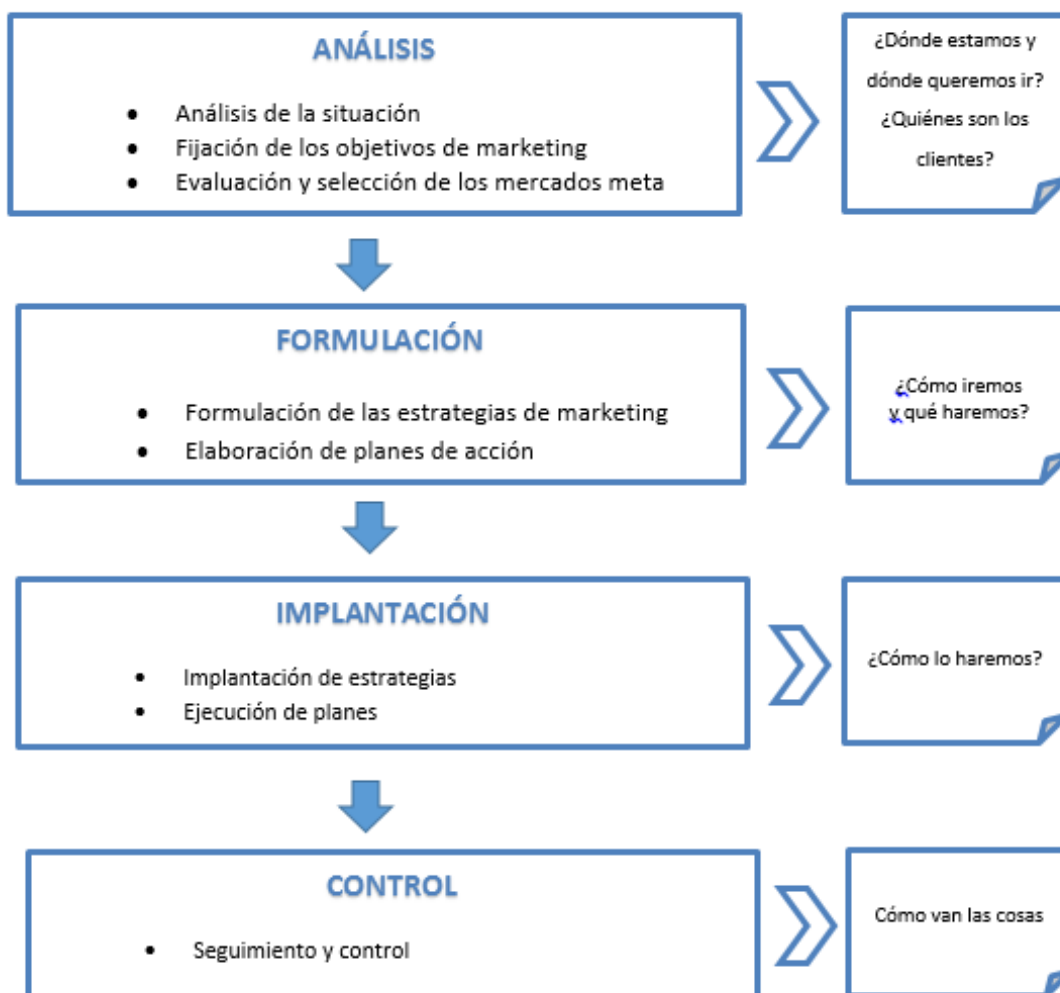 ANÁLISIS
• Análisis de la situación
• Fijación de los objetivos de marketing
• Evaluación y selección de los mercados meta
¿Dónde estamos y
dónde queremos ir?
¿Quiénes son los
clientes?
FORMULACIÓN
• Formulación de las estrategias de marketing
• Elaboración de planes de acción
¿Cómo iremos
y qué haremos?
IMPLANTACIÓN
• Implantación de estrategias
• Ejecución de planes
¿Cómo lo haremos?
CONTROL
• Seguimiento y control
Cómo van las cosas